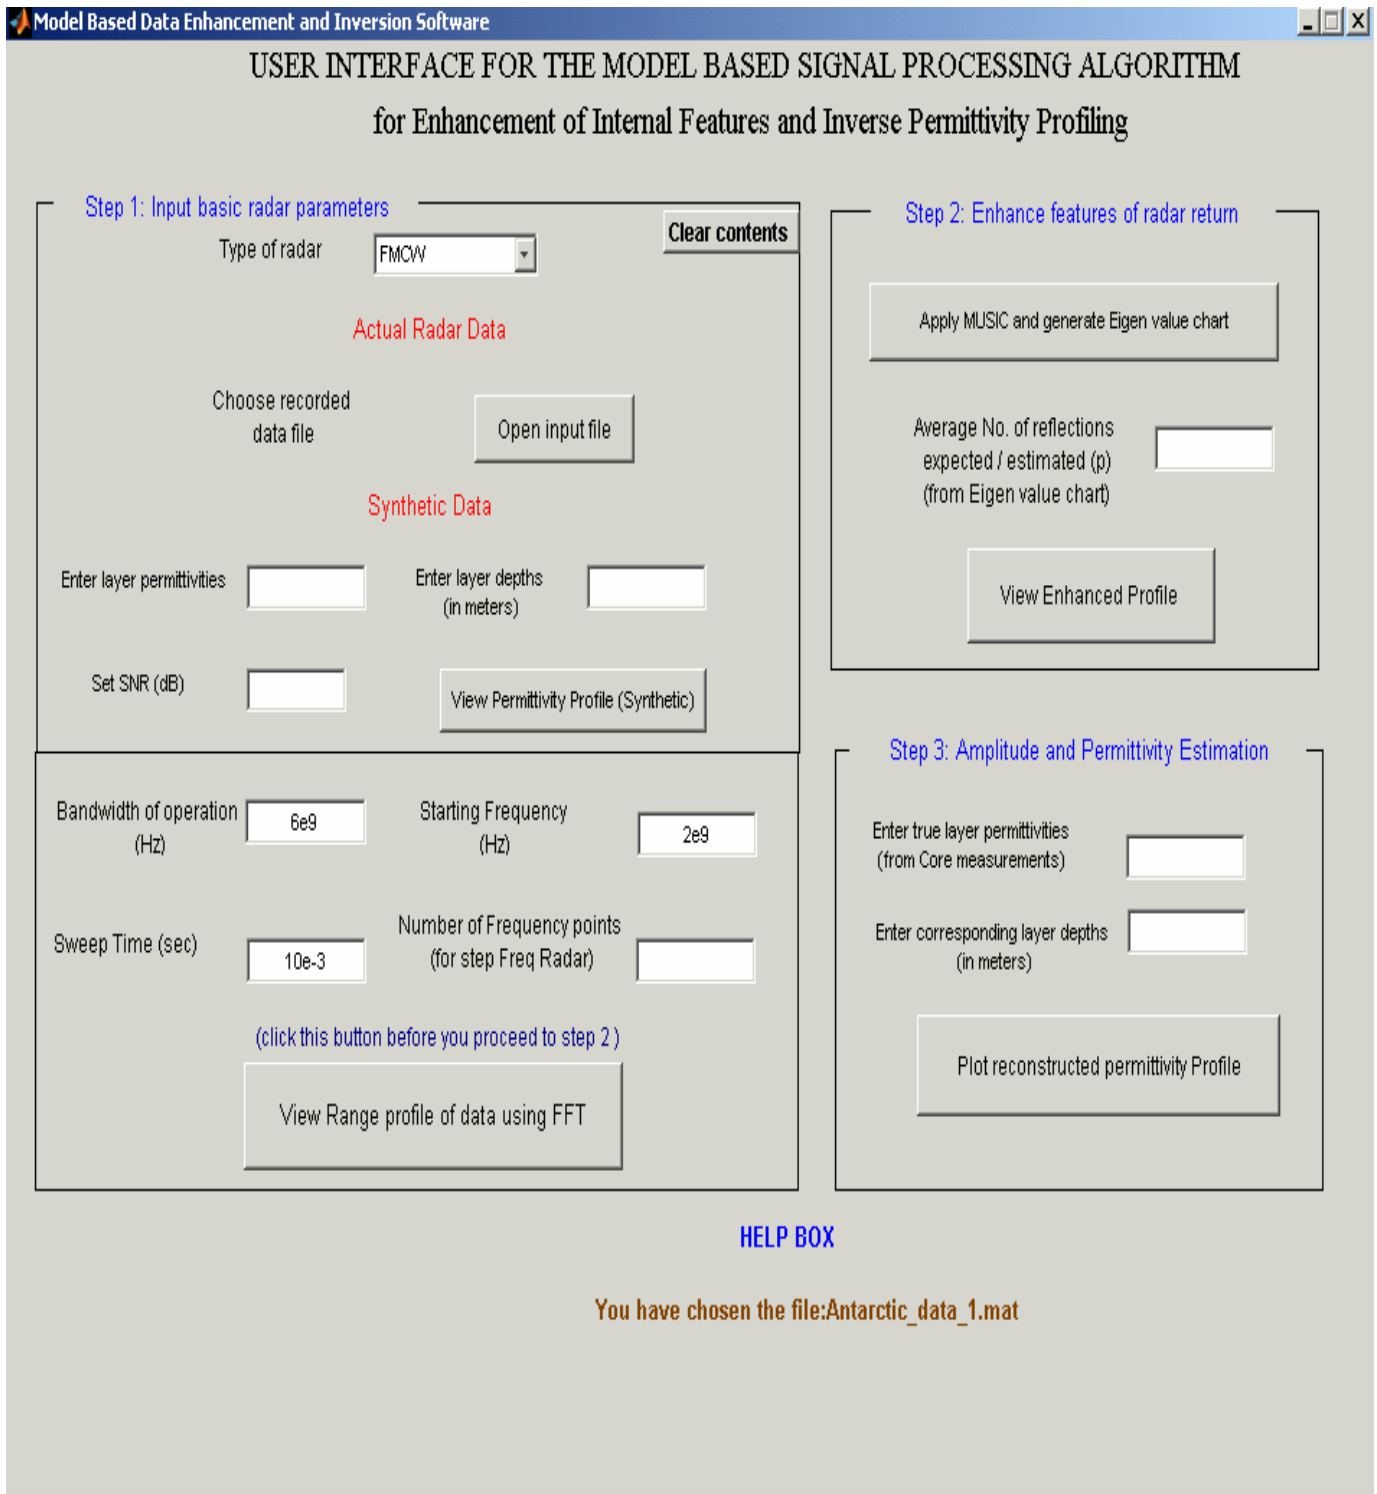 Model Based Data Enhancement and Inversion Software
USER INTERFACE FOR THE MODEL BASED SIGNAL PROCESSING ALGORITHM
for Enhancement of Internal Features and Inverse Permittivity Profiling
Step 1: Input basic radar parameters
Clear contents
Type of radar
FMCW
Actual Radar Data
Choose recorded
data file
Open input file
Synthetic Data
Enter layer permittivities
Enter layer depths
(in meters)
Set SNR (dB)
View Permittivity Profile (Synthetic)
Bandwidth of operation
(Hz)
6e9
Starting Frequency
(Hz)
2e9
Sweep Time (sec)
10e-3
Number of Frequency points
(for step Freq Radar)
(click this button before you proceed to step 2 )
View Range profile of data using FFT
Step 2: Enhance features of radar return
Apply MUSIC and generate Eigen value chart
Average No. of reflections
expected / estimated (p)
(from Eigen value chart)
View Enhanced Profile
Step 3: Amplitude and Permittivity Estimation
Enter true layer permittivities
(from Core measurements)
Enter corresponding layer depths
(in meters)
Plot reconstructed permittivity Profile
HELP BOX
You have chosen the file:Antarctic_data_1.mat